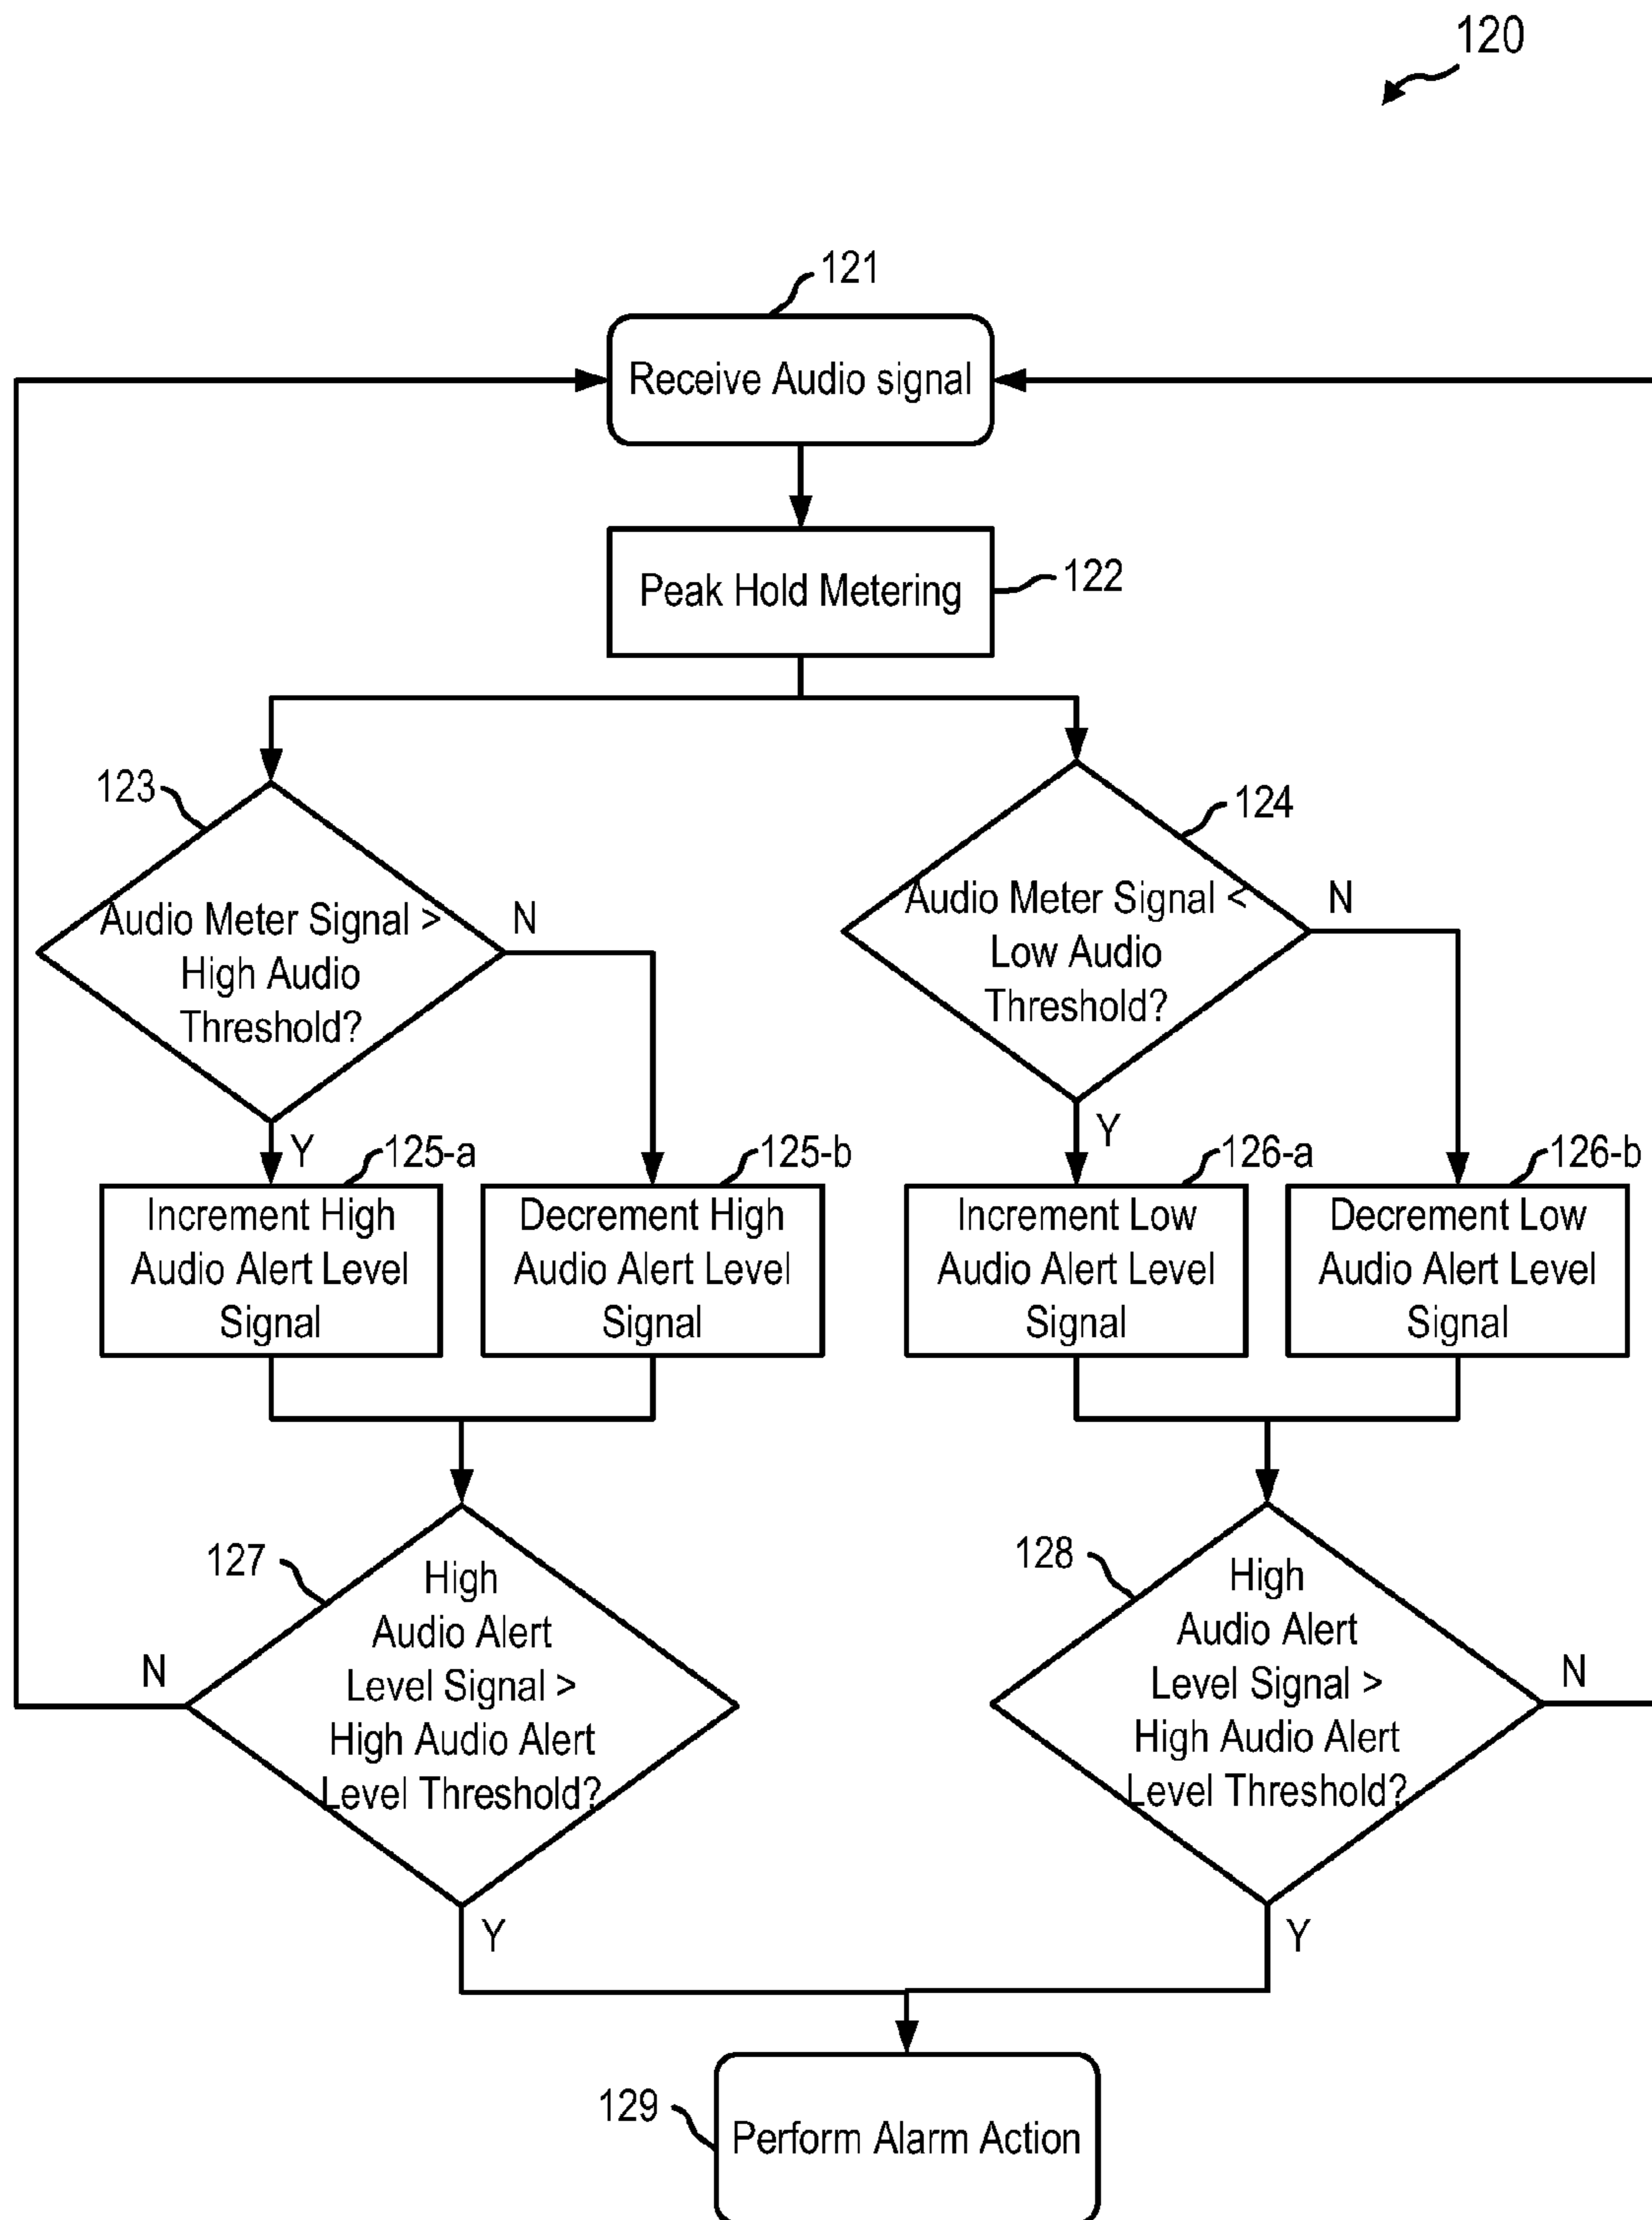 120
121
Receive Audio signal
Peak Hold Metering
122
123
Audio Meter Signal >
High Audio
Threshold?
N
Y
124
Audio Meter Signal <
Low Audio
Threshold?
N
Y
125-a
Increment High
Audio Alert Level
Signal
125-b
Decrement High
Audio Alert Level
Signal
126-a
Increment Low
Audio Alert Level
Signal
126-b
Decrement Low
Audio Alert Level
Signal
127
High
Audio Alert
Level Signal >
High Audio Alert
Level Threshold?
N
Y
128
High
Audio Alert
Level Signal >
High Audio Alert
Level Threshold?
N
Y
129
Perform Alarm Action